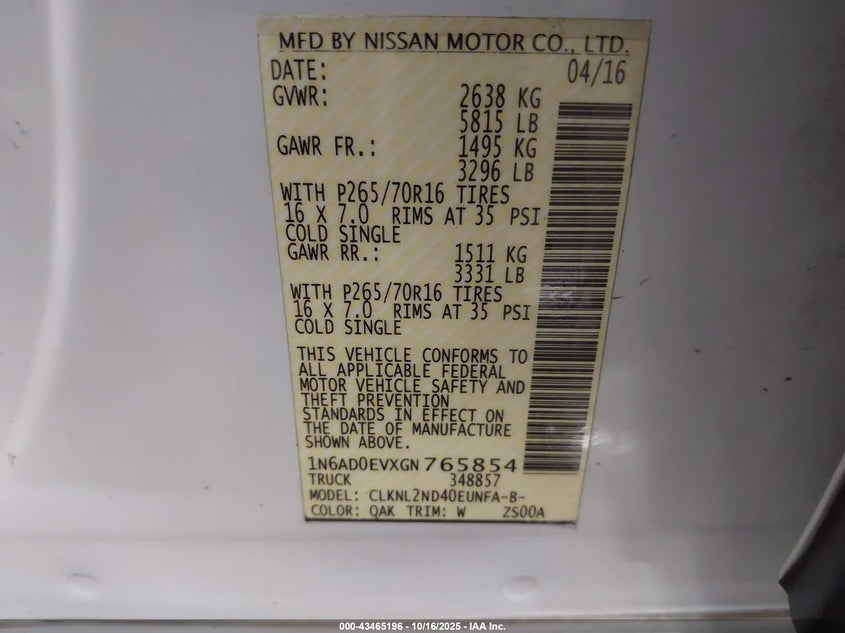 MFD BY NISSAN MOTOR CO., LTD.
DATE: 04/16
GVWR: 2638 KG
5815 LB
GAWR FR.: 1495 KG
3296 LB
WITH P265/70R16 TIRES
16 X 7.0 RIMS AT 35 PSI
COLD SINGLE
GAWR RR.: 1511 KG
3331 LB
WITH P265/70R16 TIRES
16 X 7.0 RIMS AT 35 PSI
COLD SINGLE
THIS VEHICLE CONFORMS TO
ALL APPLICABLE FEDERAL
MOTOR VEHICLE SAFETY AND
THEFT PREVENTION
STANDARDS IN EFFECT ON
THE DATE OF MANUFACTURE
SHOWN ABOVE.
1N6AD0EVXGN765854
TRUCK 348857
MODEL: CLKNL2ND40EUNFA-B-
COLOR: QAK TRIM: W ZS00A
000-43465196 - 10/16/2025 - IAA Inc.